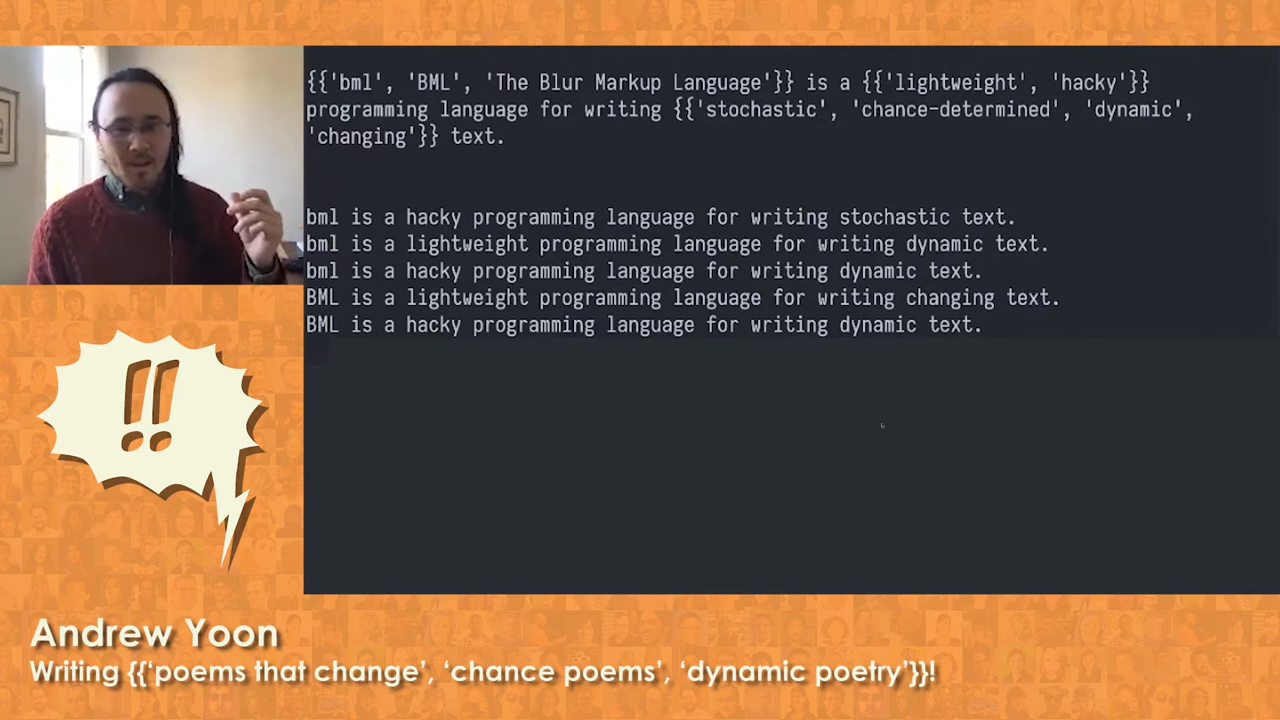 {{'bml', 'BML', 'The Blur Markup Language'}} is a {{'lightweight', 'hacky'}}
programming language for writing {{'stochastic', 'chance-determined', 'dynamic',
'changing'}} text.
bml is a hacky programming language for writing stochastic text.
bml is a lightweight programming language for writing dynamic text.
bml is a hacky programming language for writing dynamic text.
BML is a lightweight programming language for writing changing text.
BML is a hacky programming language for writing dynamic text.
!!
Andrew Yoon
Writing {{‘poems that change’, ‘chance poems’, ‘dynamic poetry’}}!